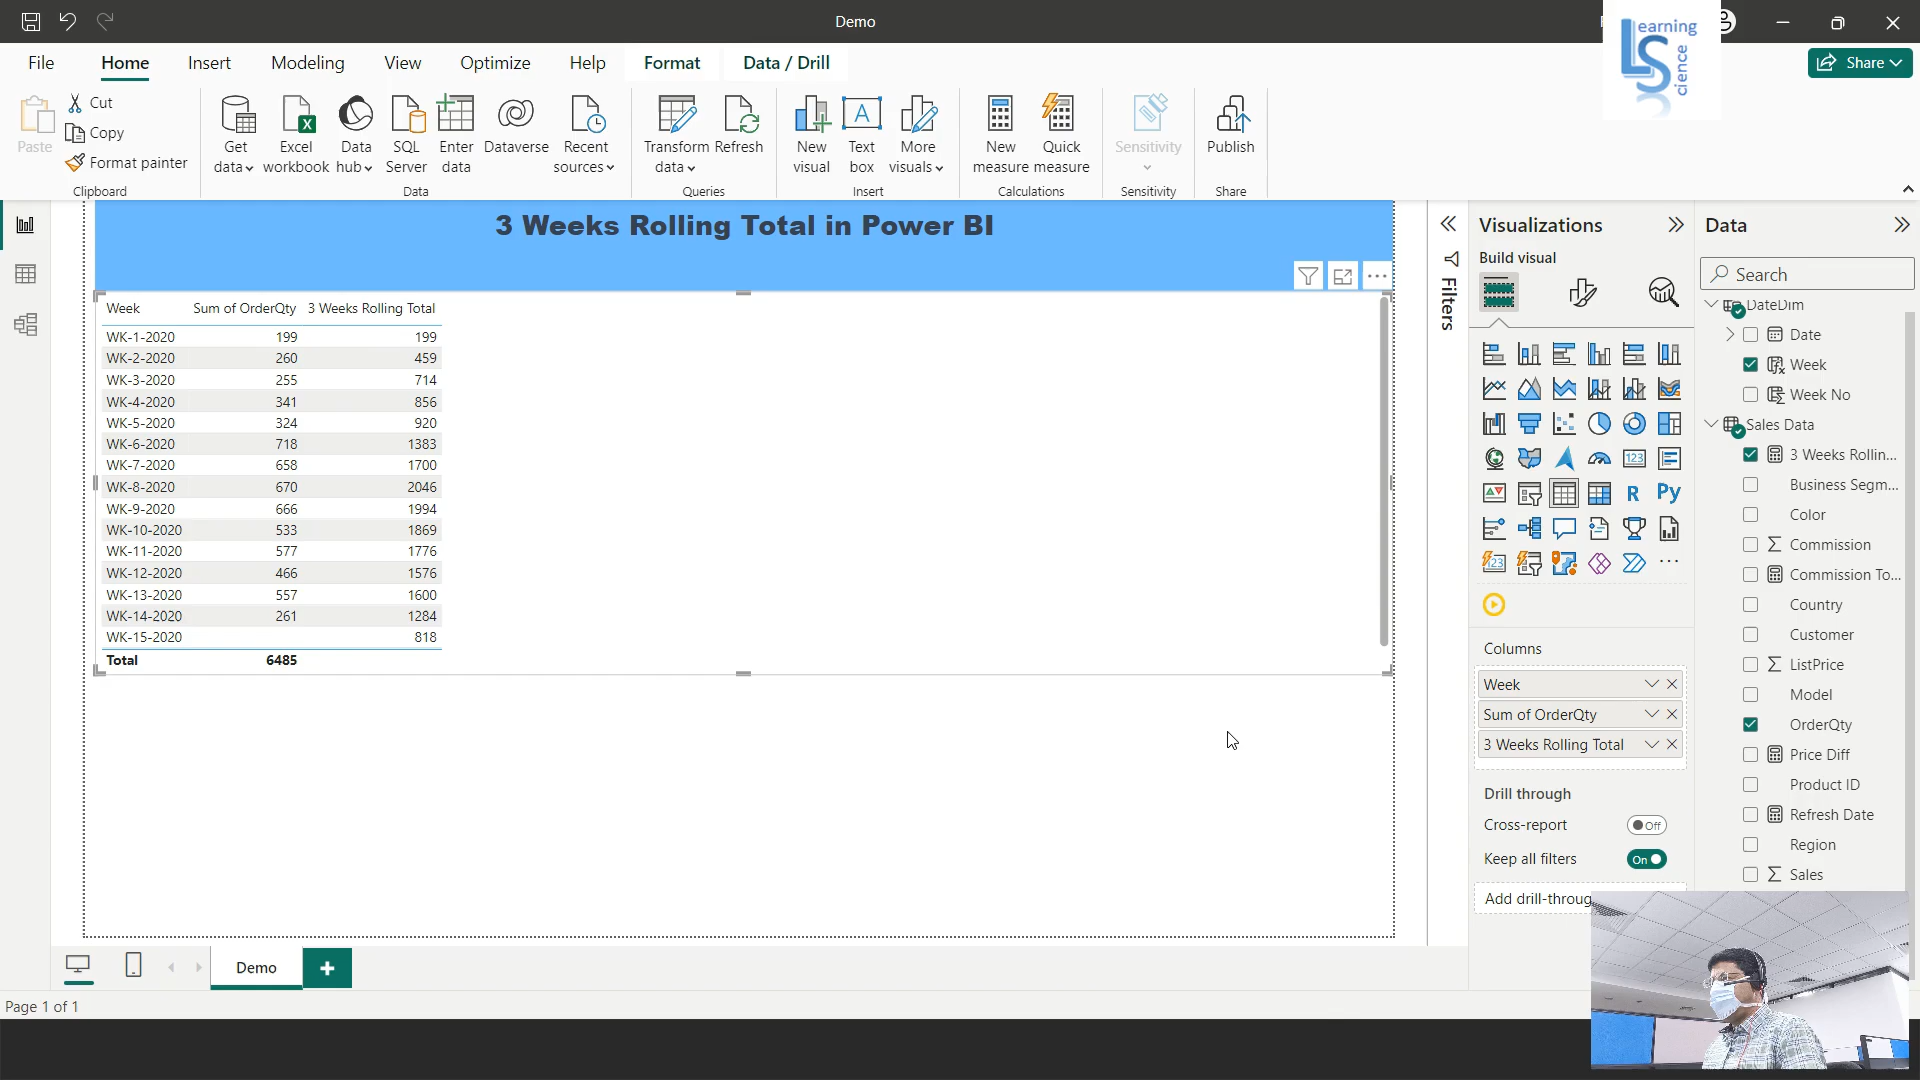 Demo
Learning
Science
File Home Insert Modeling View Optimize Help Format Data / Drill Share
Paste
Cut
Copy
Format painter
Clipboard
Get data
Excel workbook
Data hub
SQL Server
Enter data
Dataverse
Recent sources
Data
Transform data
Refresh
Queries
New visual
Text box
More visuals
Insert
New measure
Quick measure
Calculations
Sensitivity
Sensitivity
Publish
Share
3 Weeks Rolling Total in Power BI
Week Sum of OrderQty 3 Weeks Rolling Total
WK-1-2020 199 199
WK-2-2020 260 459
WK-3-2020 255 714
WK-4-2020 341 856
WK-5-2020 324 920
WK-6-2020 718 1383
WK-7-2020 658 1700
WK-8-2020 670 2046
WK-9-2020 666 1994
WK-10-2020 533 1869
WK-11-2020 577 1776
WK-12-2020 466 1576
WK-13-2020 557 1600
WK-14-2020 261 1284
WK-15-2020 818
Total 6485
Filters
Visualizations
Build visual
123
R Py
123
Columns
Week
Sum of OrderQty
3 Weeks Rolling Total
Drill through
Cross-report Off
Keep all filters On
Add drill-throug
Data
Search
DateDim
Date
Week
Week No
Sales Data
3 Weeks Rollin...
Business Segm...
Color
Commission
Commission To...
Country
Customer
ListPrice
Model
OrderQty
Price Diff
Product ID
Refresh Date
Region
Sales
Demo
Page 1 of 1